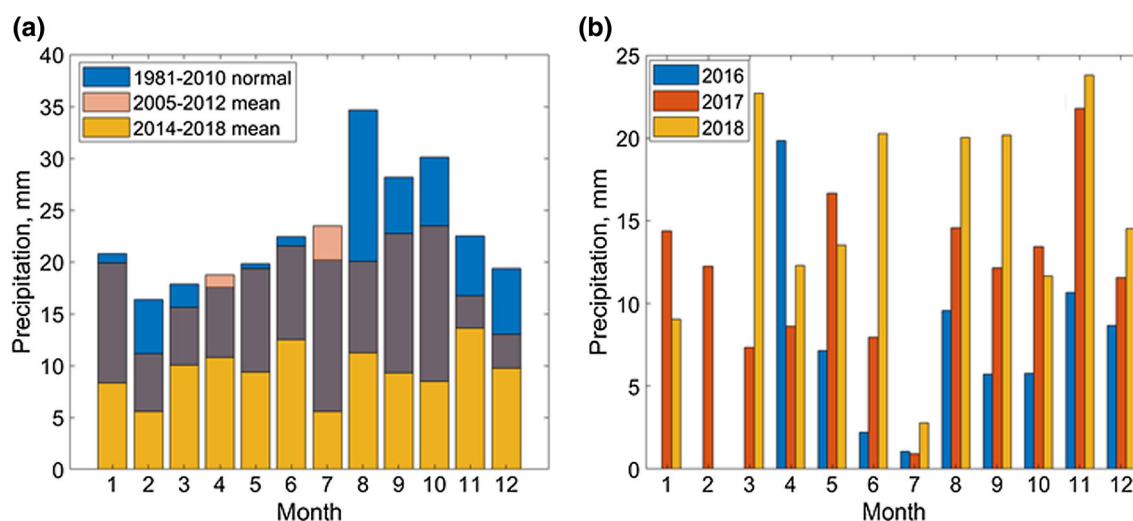 (a)
40
35
30
25
20
15
10
5
0
Precipitation, mm
1981-2010 normal
2005-2012 mean
2014-2018 mean
1 2 3 4 5 6 7 8 9 10 11 12
Month
(b)
25
20
15
10
5
0
Precipitation, mm
2016
2017
2018
1 2 3 4 5 6 7 8 9 10 11 12
Month